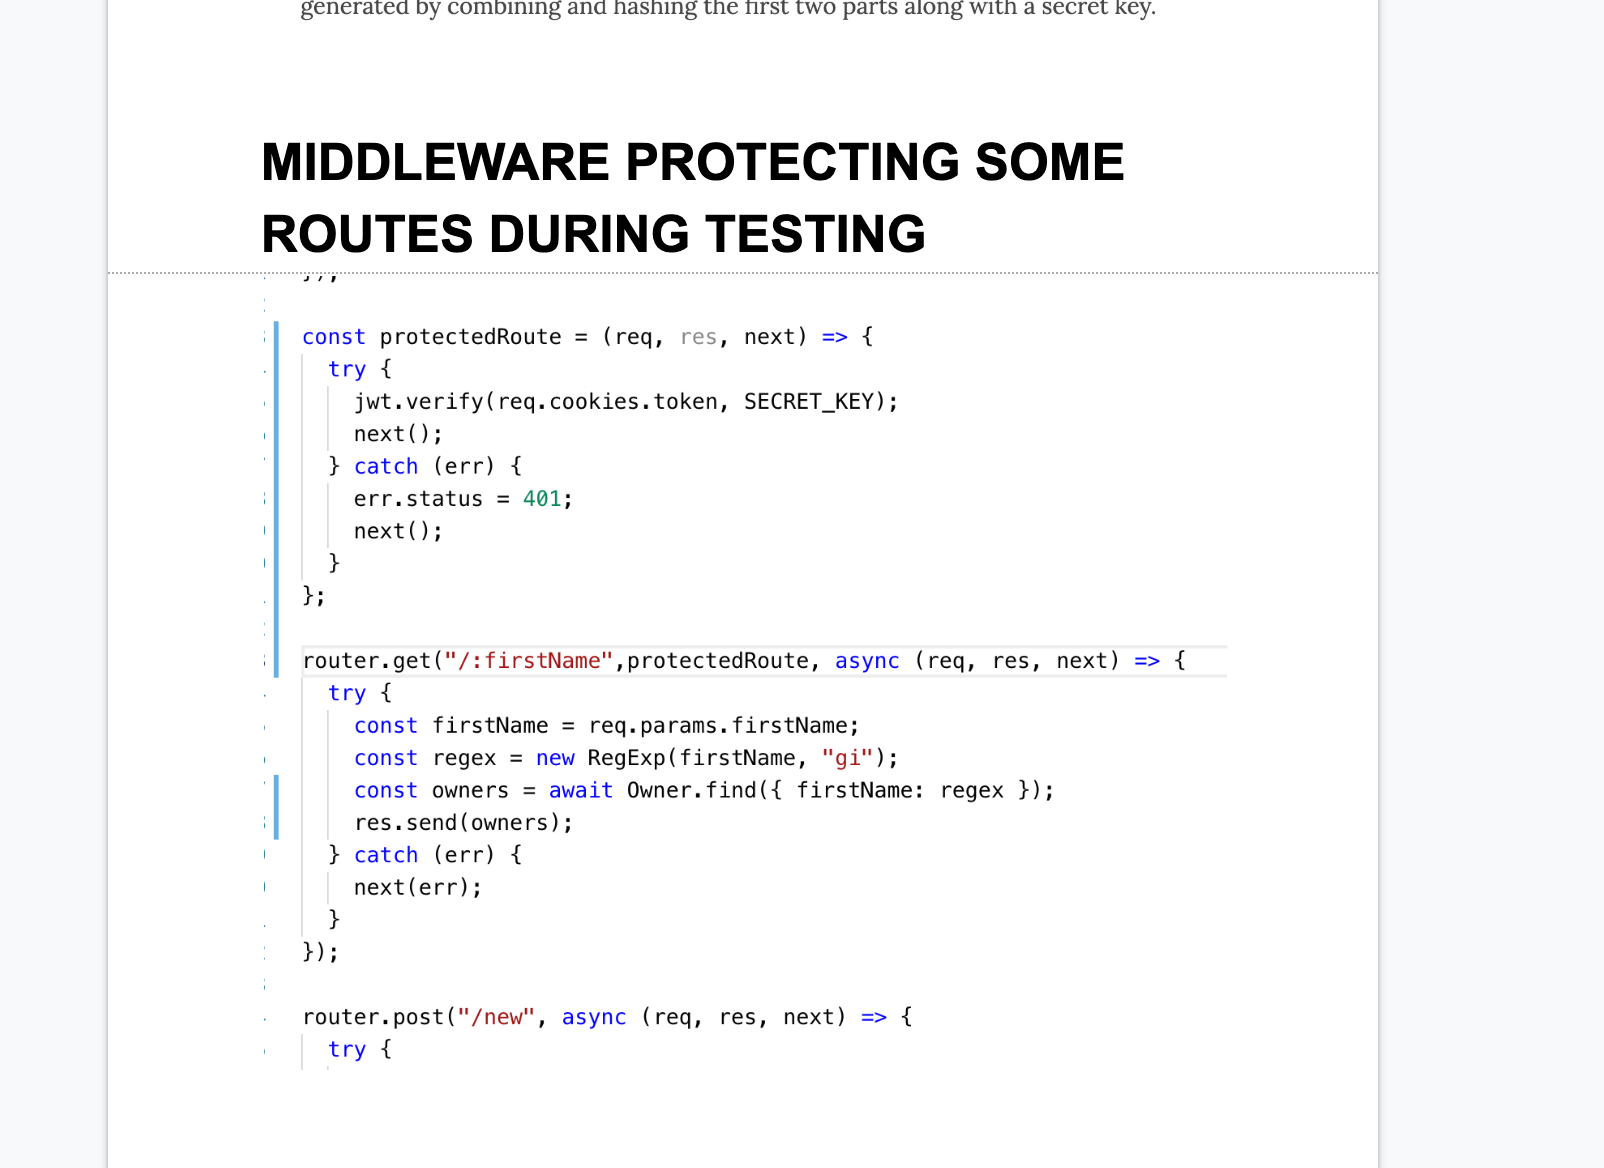 generated by combining and hashing the first two parts along with a secret key.
MIDDLEWARE PROTECTING SOME
ROUTES DURING TESTING
});
const protectedRoute = (req, res, next) => {
try {
jwt.verify(req.cookies.token, SECRET_KEY);
next();
} catch (err) {
err.status = 401;
next();
}
};
router.get("/:firstName",protectedRoute, async (req, res, next) => {
try {
const firstName = req.params.firstName;
const regex = new RegExp(firstName, "gi");
const owners = await Owner.find({ firstName: regex });
res.send(owners);
} catch (err) {
next(err);
}
});
router.post("/new", async (req, res, next) => {
try {